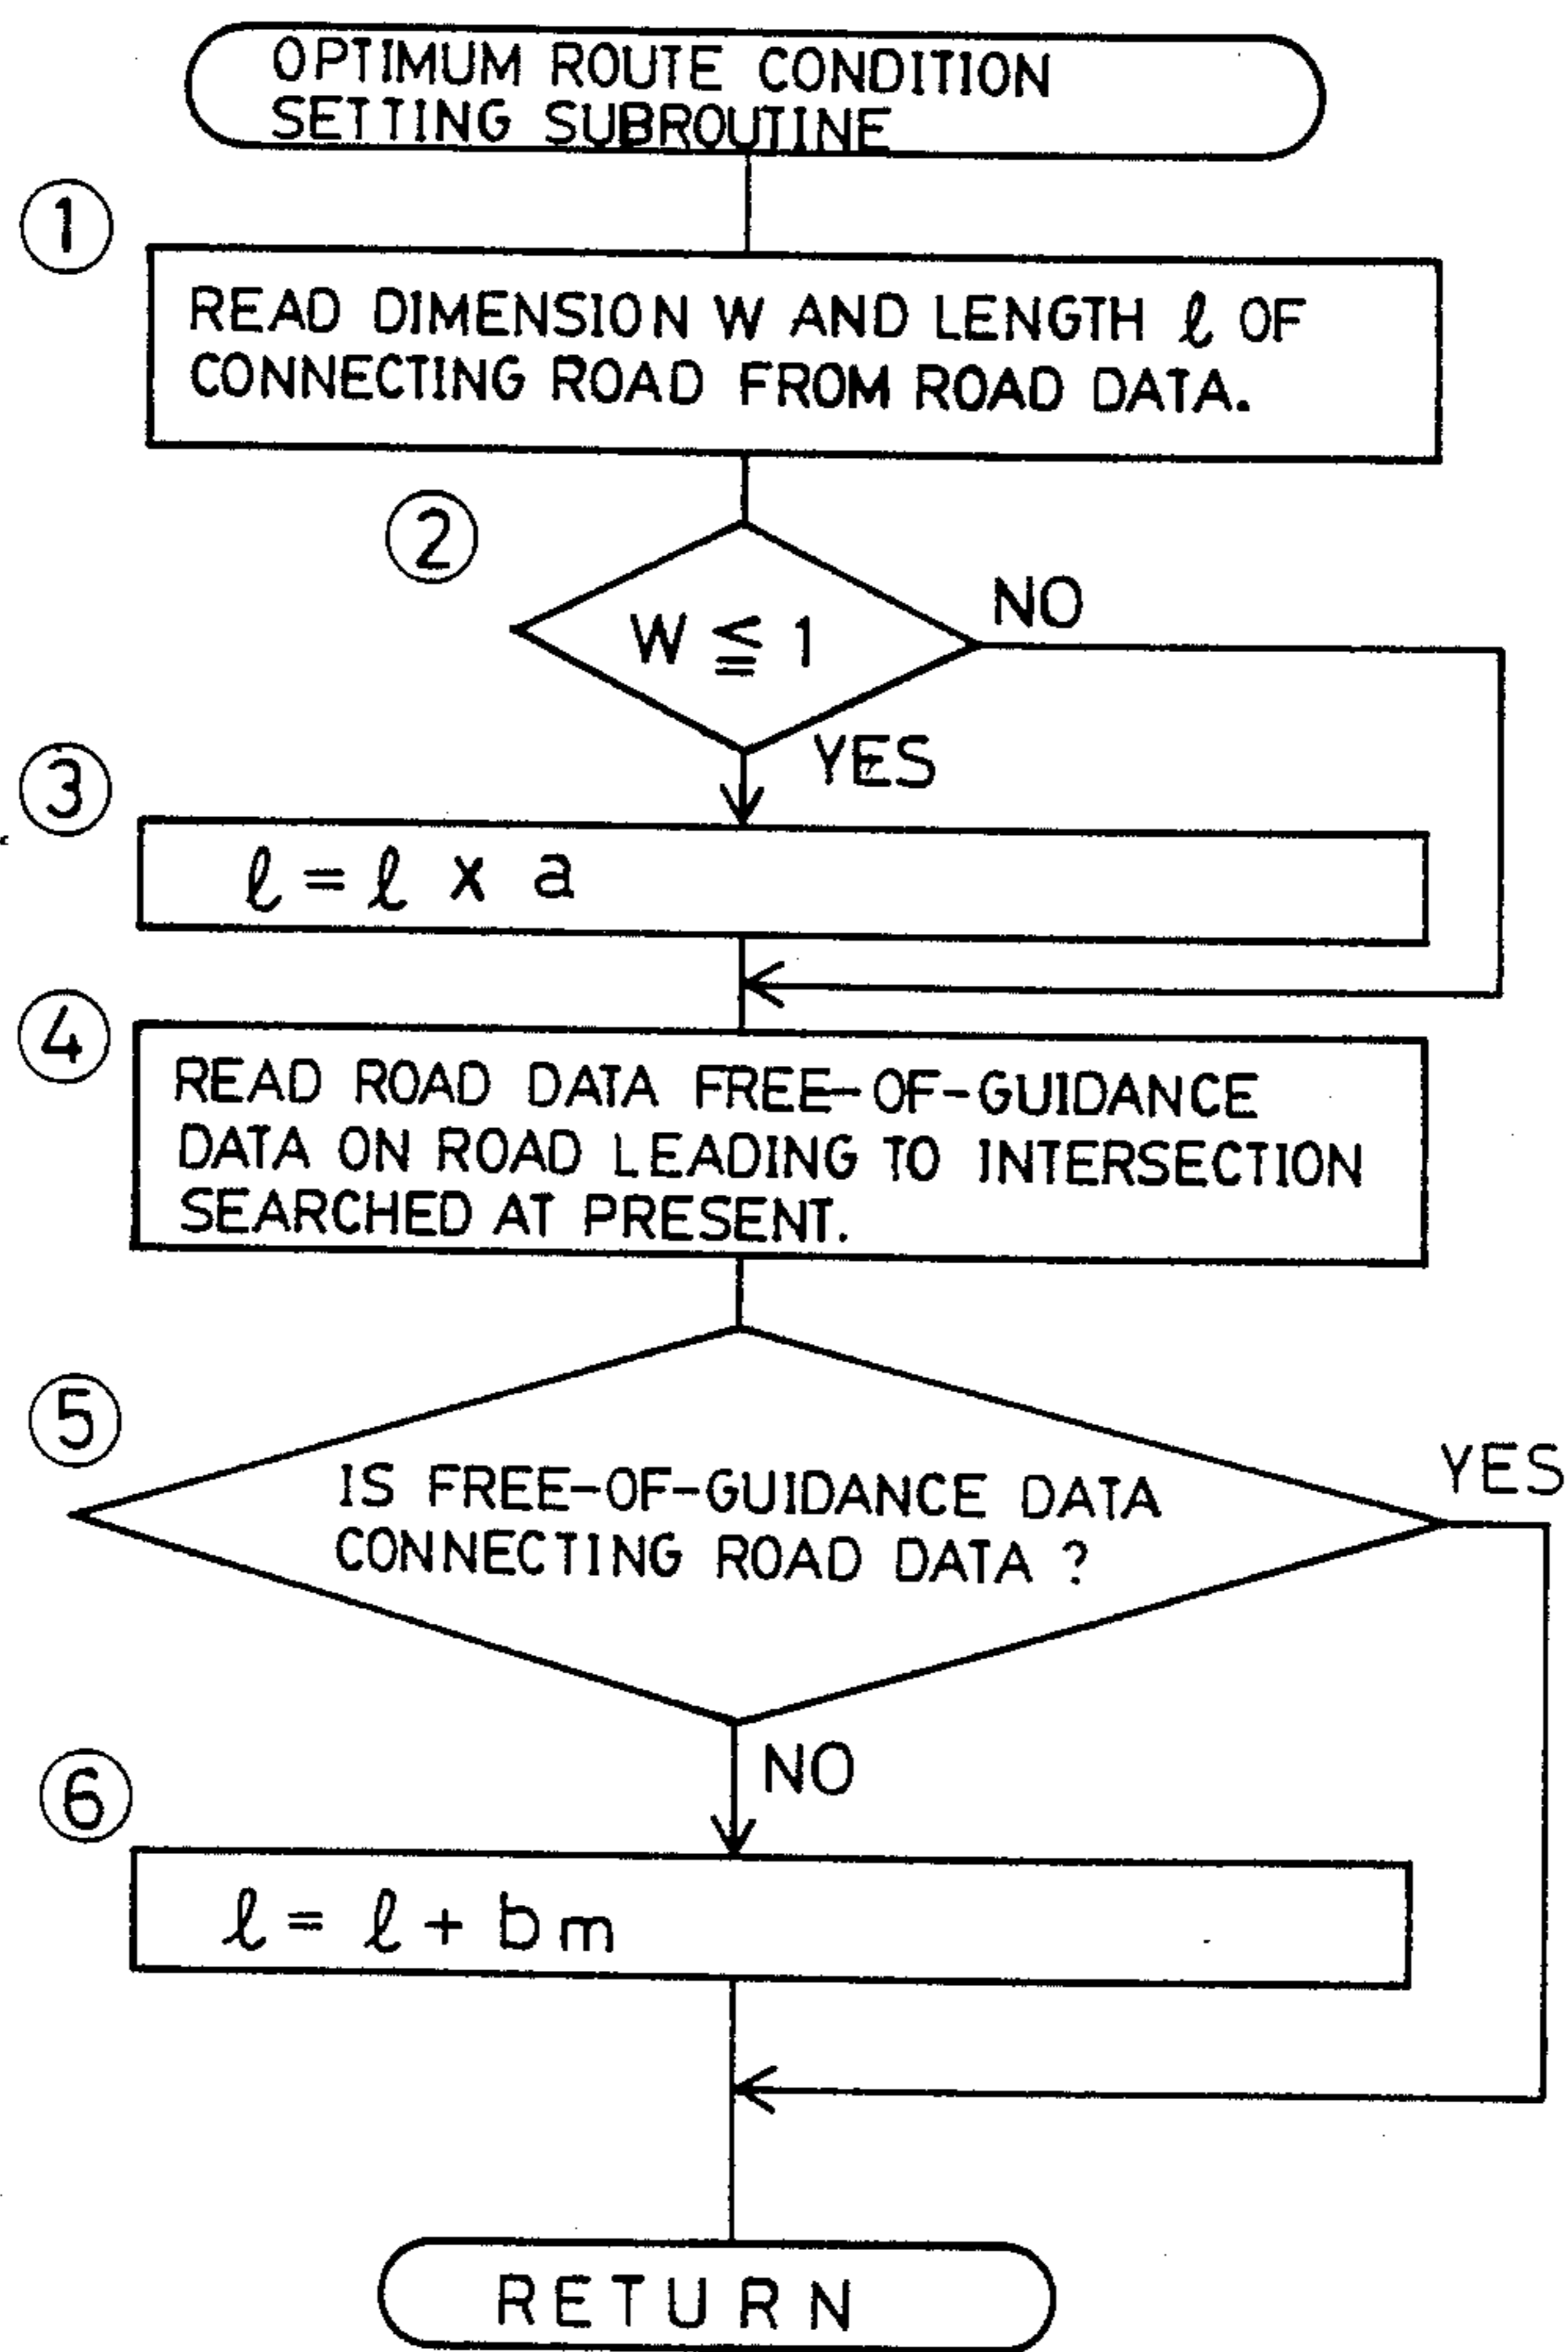 OPTIMUM ROUTE CONDITION
SETTING SUBROUTINE
①
READ DIMENSION W AND LENGTH ℓ OF
CONNECTING ROAD FROM ROAD DATA.
②
W ≦ 1
NO
YES
③
ℓ = ℓ x a
④
READ ROAD DATA FREE-OF-GUIDANCE
DATA ON ROAD LEADING TO INTERSECTION
SEARCHED AT PRESENT.
⑤
IS FREE-OF-GUIDANCE DATA
CONNECTING ROAD DATA ?
YES
NO
⑥
ℓ = ℓ + bm
RETURN